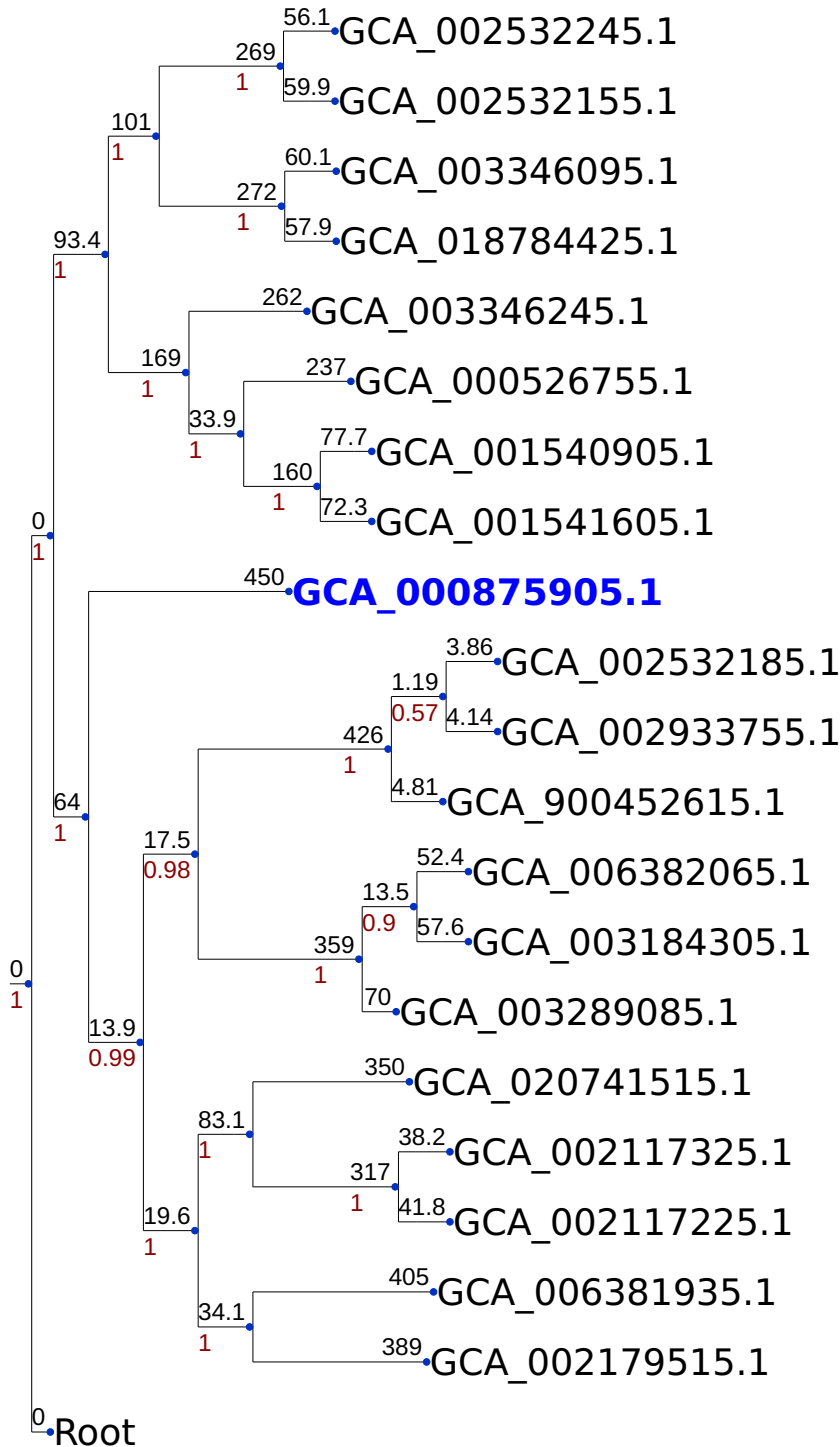 56.1
GCA_002532245.1
269
1
59.9
GCA_002532155.1
101
1
60.1
GCA_003346095.1
272
1
57.9
GCA_018784425.1
93.4
1
262
GCA_003346245.1
169
1
237
GCA_000526755.1
33.9
1
77.7
GCA_001540905.1
160
1
72.3
GCA_001541605.1
0
1
450
GCA_000875905.1
3.86
GCA_002532185.1
1.19
0.57
4.14
GCA_002933755.1
426
1
4.81
GCA_900452615.1
64
1
17.5
0.98
52.4
GCA_006382065.1
13.5
0.9
57.6
GCA_003184305.1
359
1
70
GCA_003289085.1
0
1
13.9
0.99
350
GCA_020741515.1
83.1
1
38.2
GCA_002117325.1
317
1
41.8
GCA_002117225.1
19.6
1
405
GCA_006381935.1
34.1
1
389
GCA_002179515.1
0
Root